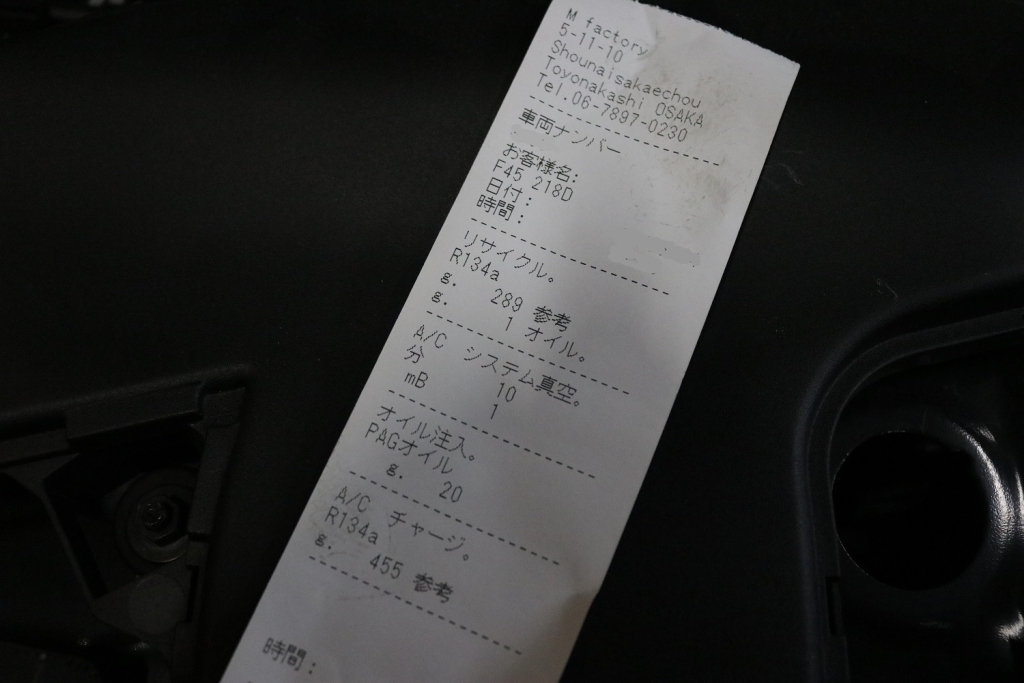 M factory
5-11-10
Shounaisakaechou
Toyonakashi OSAKA
Tel.06-7897-0230
車両ナンバー
お客様名:
F45 218D
日付:
時間:
リサイクル。
R134a
g. 289 参考
g. 1 オイル。
A/C システム真空。
分 10
mB 1
オイル注入。
PAGオイル
g. 20
A/C チャージ。
R134a
g. 455 参考
時間: